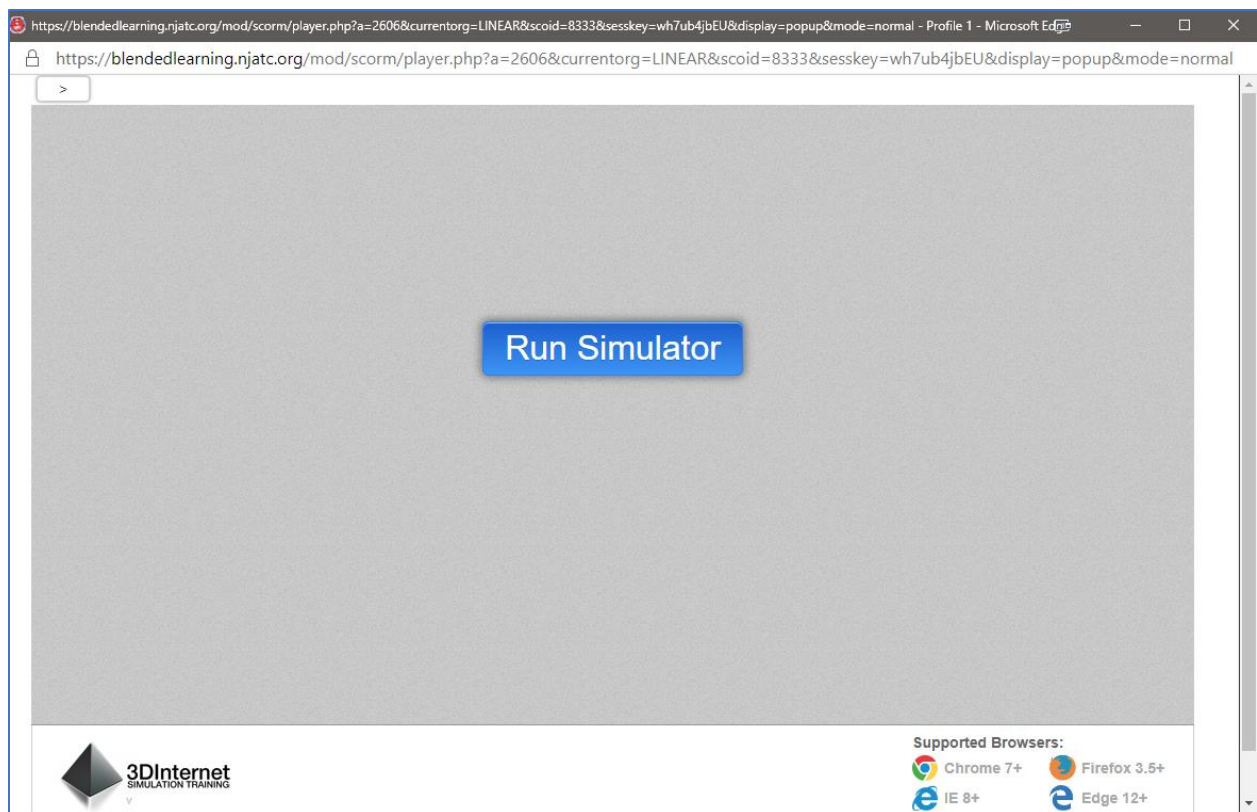 https://blendedlearning.njatc.org/mod/scorm/player.php?a=2606&currentorg=LINEAR&scoid=8333&sesskey=wh7ub4jbEU&display=popup&mode=normal - Profile 1 - Microsoft Edge
https://blendedlearning.njatc.org/mod/scorm/player.php?a=2606&currentorg=LINEAR&scoid=8333&sesskey=wh7ub4jbEU&display=popup&mode=normal
>
Run Simulator
3DInternet
SIMULATION TRAINING
v
Supported Browsers:
Chrome 7+ Firefox 3.5+
IE 8+ Edge 12+